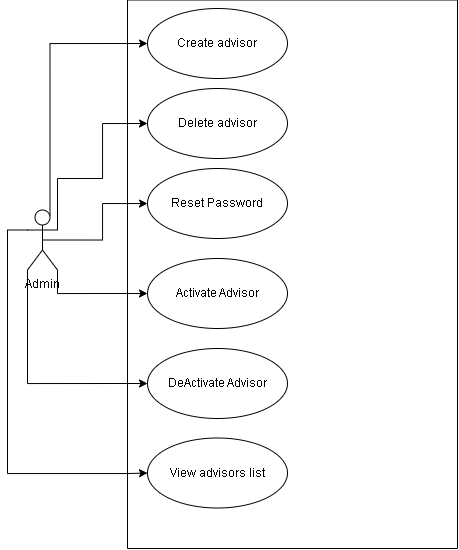 Create advisor
Delete advisor
Reset Password
Admin
Activate Advisor
DeActivate Advisor
View advisors list